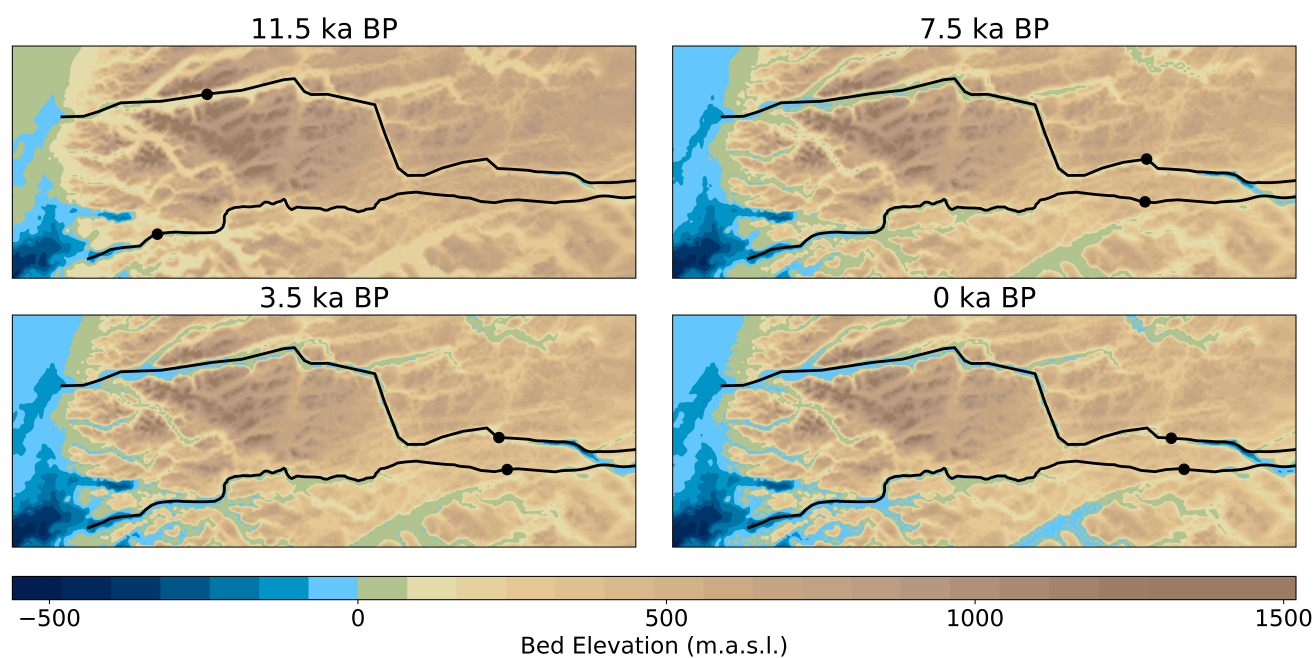 11.5 ka BP
7.5 ka BP
3.5 ka BP
0 ka BP
−500 0 500 1000 1500
Bed Elevation (m.a.s.l.)